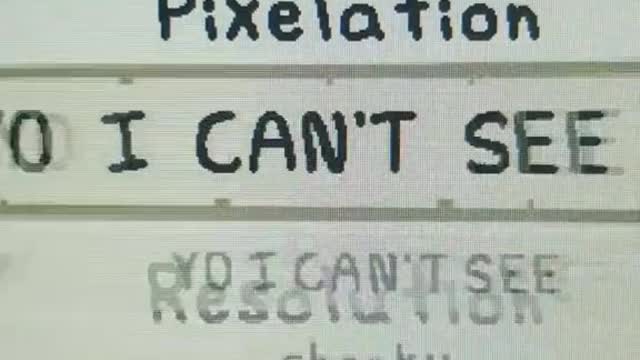 Pixelation
YO I CAN'T SEE
YO I CAN'T SEE
Resolution